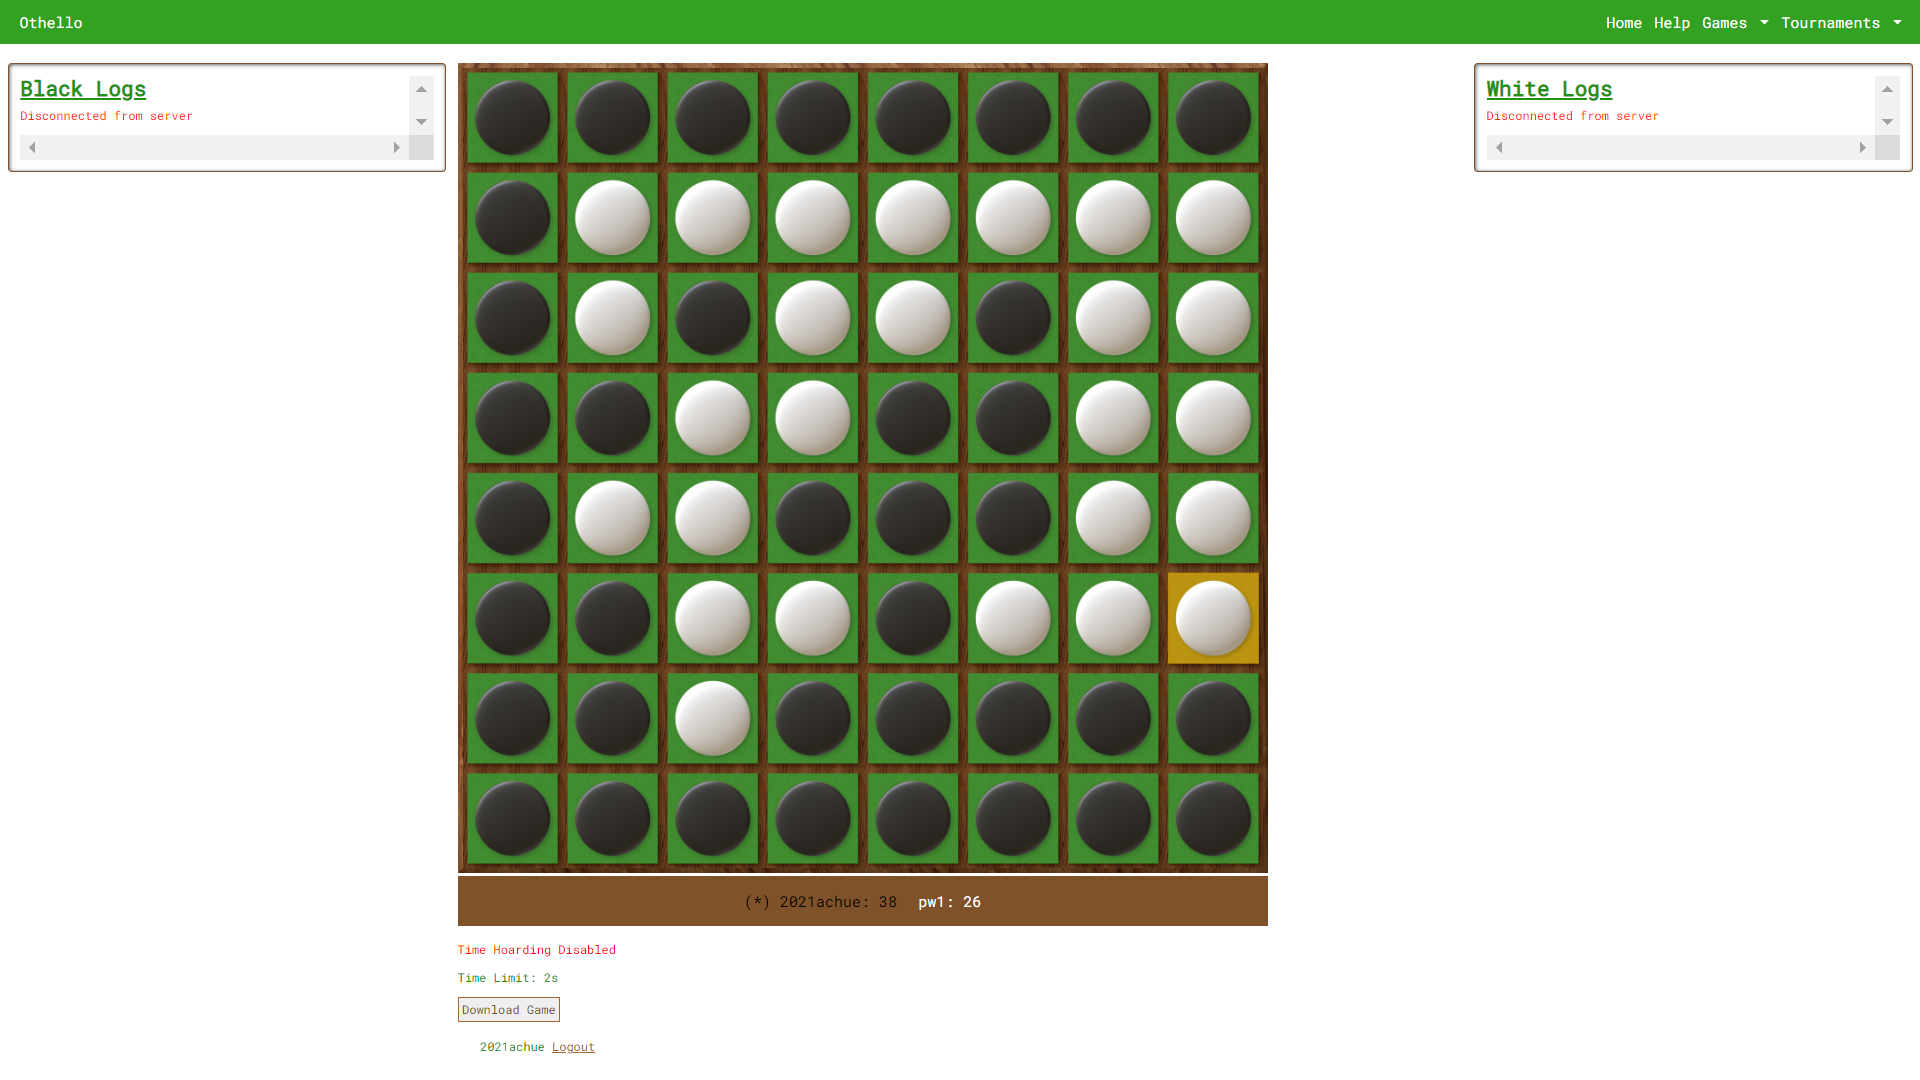 Othello
Home Help Games Tournaments
Black Logs
Disconnected from server
White Logs
Disconnected from server
(*) 2021achue: 38 pw1: 26
Time Hoarding Disabled
Time Limit: 2s
Download Game
2021achue Logout